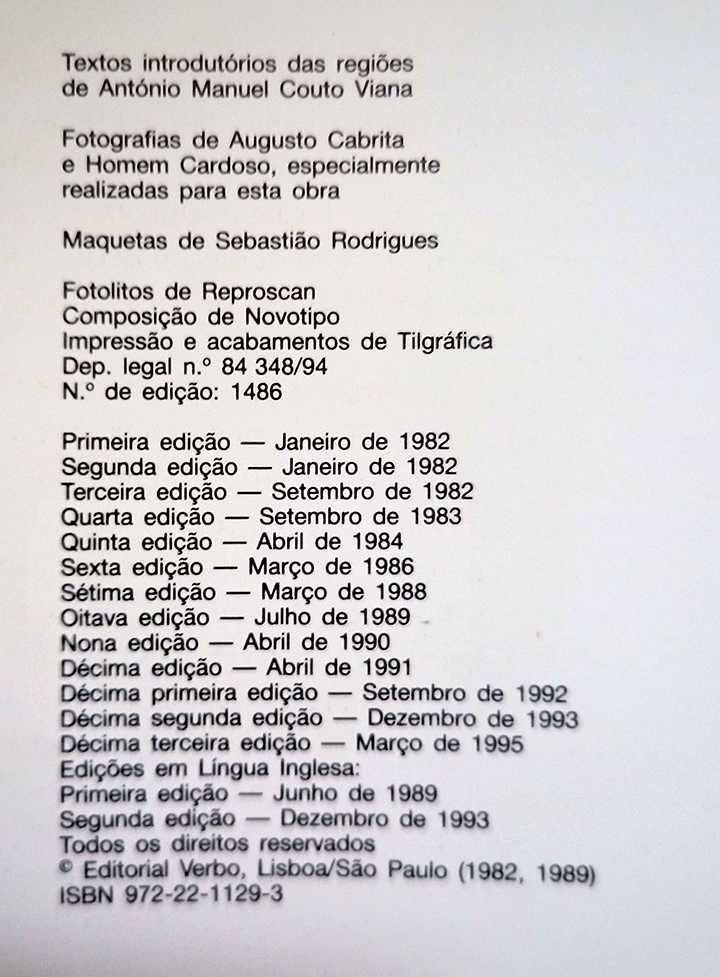 Textos introdutórios das regiões
de António Manuel Couto Viana
Fotografias de Augusto Cabrita
e Homem Cardoso, especialmente
realizadas para esta obra
Maquetas de Sebastião Rodrigues
Fotolitos de Reproscan
Composição de Novotipo
Impressão e acabamentos de Tilgráfica
Dep. legal n.º 84 348/94
N.º de edição: 1486
Primeira edição — Janeiro de 1982
Segunda edição — Janeiro de 1982
Terceira edição — Setembro de 1982
Quarta edição — Setembro de 1983
Quinta edição — Abril de 1984
Sexta edição — Março de 1986
Sétima edição — Março de 1988
Oitava edição — Julho de 1989
Nona edição — Abril de 1990
Décima edição — Abril de 1991
Décima primeira edição — Setembro de 1992
Décima segunda edição — Dezembro de 1993
Décima terceira edição — Março de 1995
Edições em Língua Inglesa:
Primeira edição — Junho de 1989
Segunda edição — Dezembro de 1993
Todos os direitos reservados
© Editorial Verbo, Lisboa/São Paulo (1982, 1989)
ISBN 972-22-1129-3